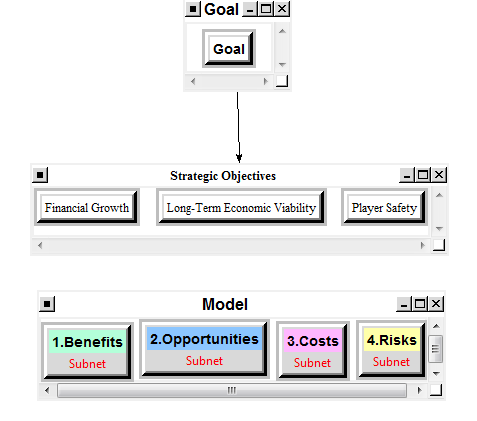 Goal
Goal
Strategic Objectives
Financial Growth
Long-Term Economic Viability
Player Safety
Model
1.Benefits
Subnet
2.Opportunities
Subnet
3.Costs
Subnet
4.Risks
Subnet